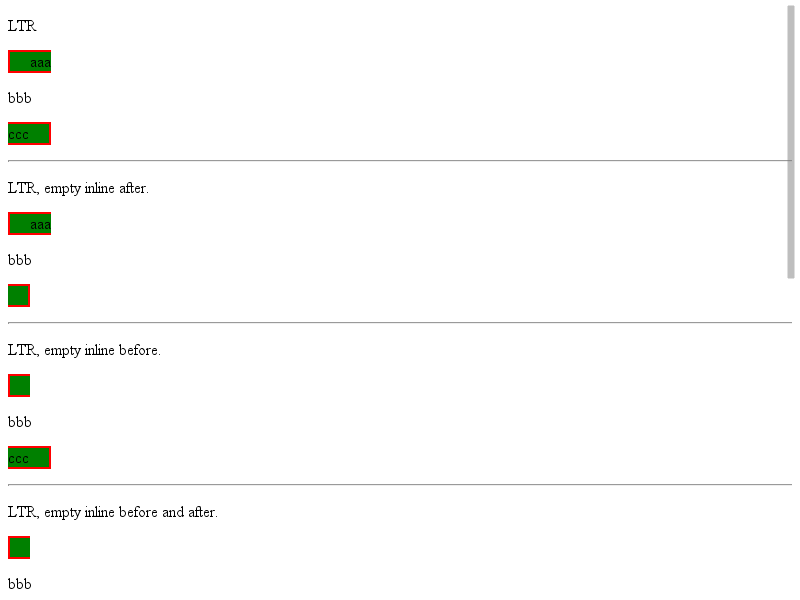 LTR
aaa
bbb
ccc
LTR, empty inline after.
aaa
bbb
LTR, empty inline before.
bbb
ccc
LTR, empty inline before and after.
bbb